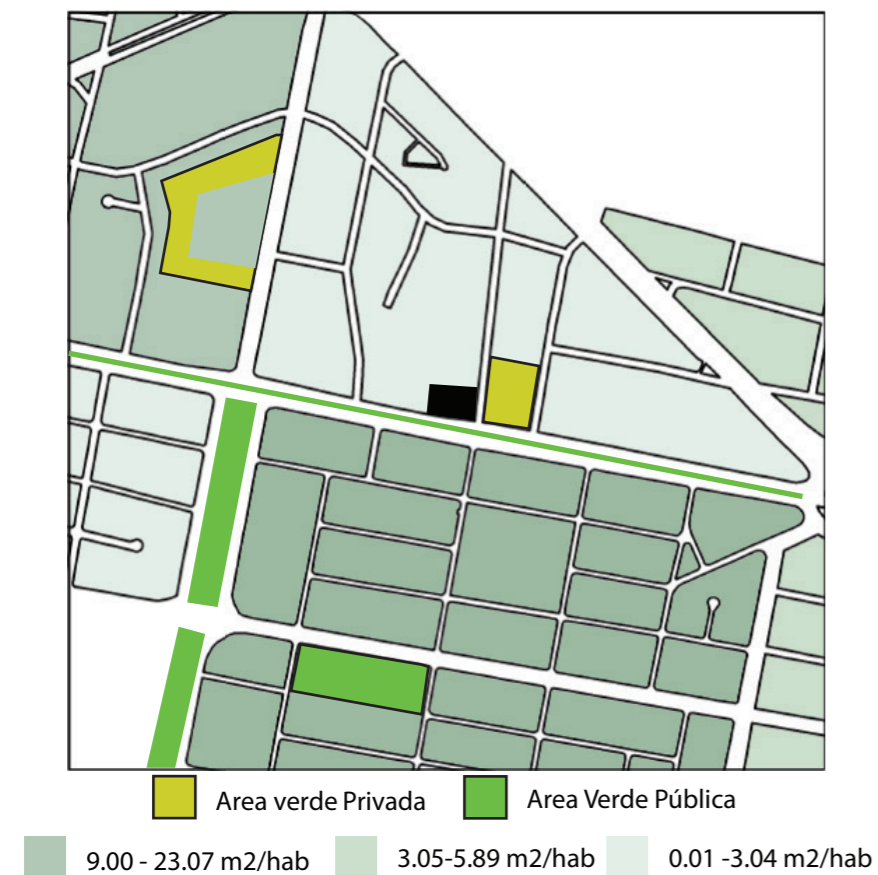 Area verde Privada
Area Verde Pública
9.00 - 23.07 m2/hab
3.05-5.89 m2/hab
0.01 -3.04 m2/hab